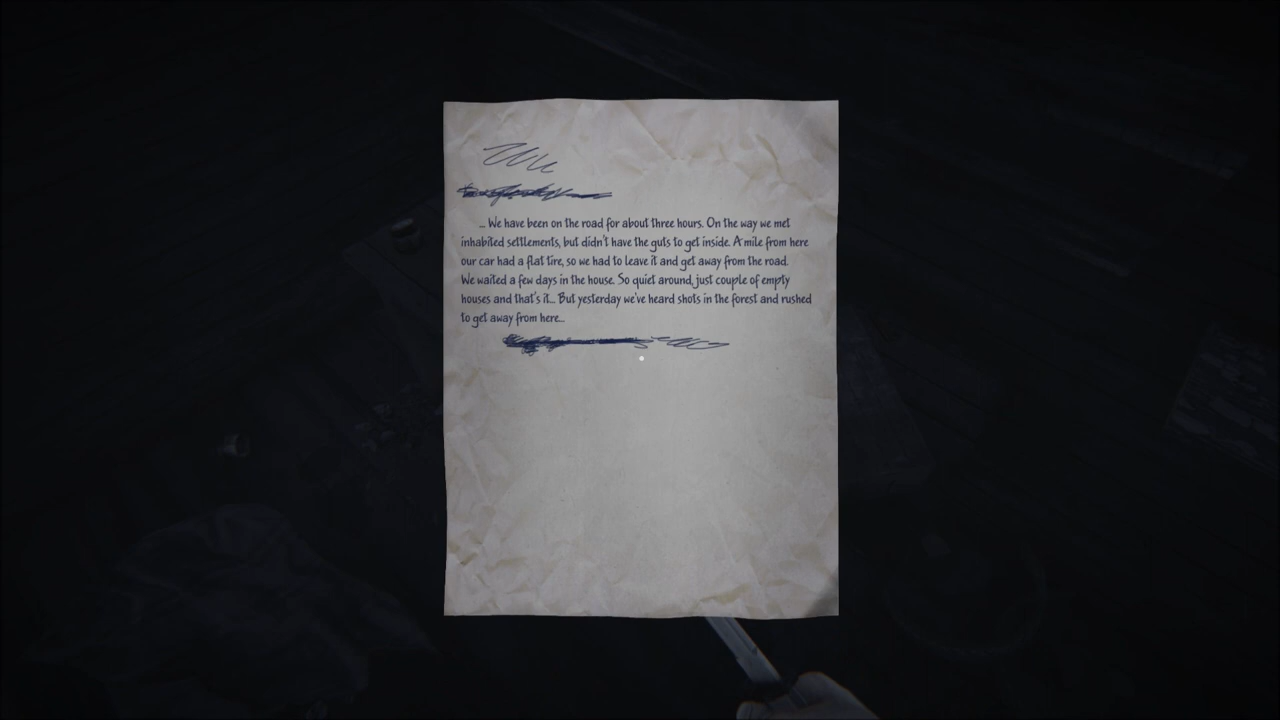 ... We have been on the road for about three hours. On the way we met
inhabited settlements, but didn't have the guts to get inside. A mile from here
our car had a flat tire, so we had to leave it and get away from the road.
We waited a few days in the house. So quiet around, just couple of empty
houses and that's it... But yesterday we've heard shots in the forest and rushed
to get away from here...